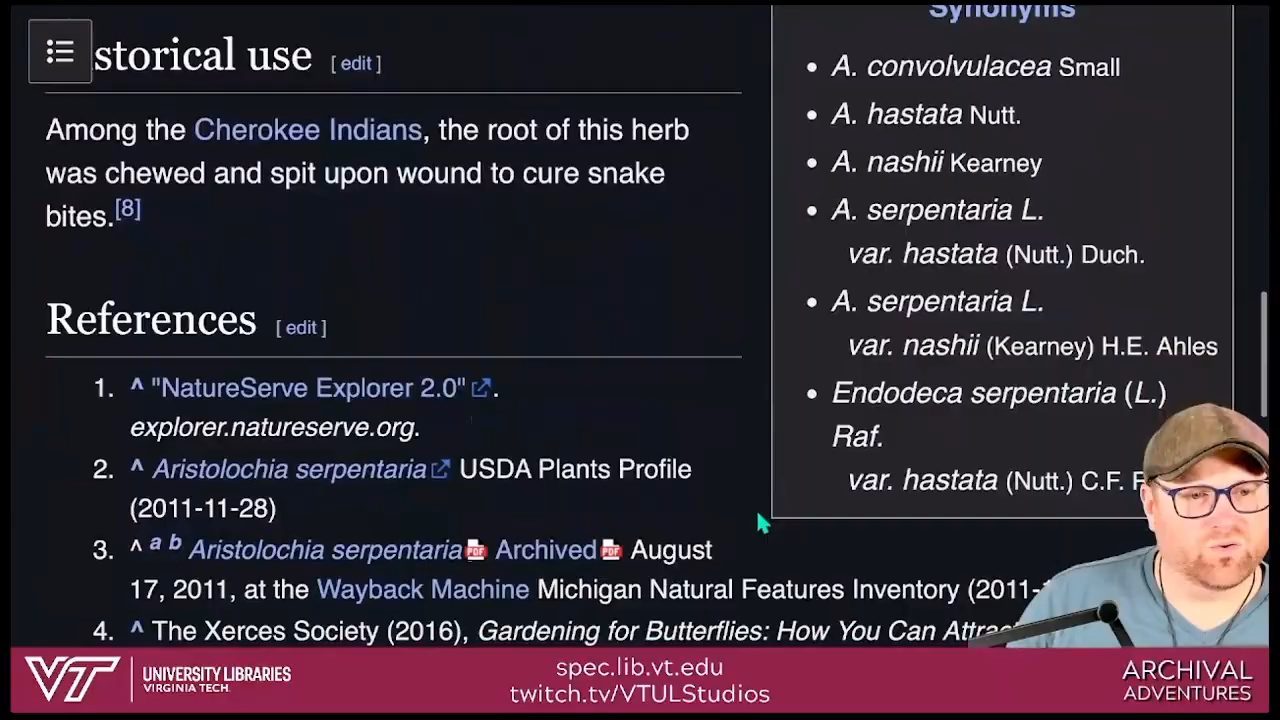 storical use [ edit ]
Among the Cherokee Indians, the root of this herb
was chewed and spit upon wound to cure snake
bites.[8]
References [ edit ]
1. ^ "NatureServe Explorer 2.0".
explorer.natureserve.org.
2. ^ Aristolochia serpentaria USDA Plants Profile
(2011-11-28)
3. ^ a b Aristolochia serpentaria PDF Archived PDF August
17, 2011, at the Wayback Machine Michigan Natural Features Inventory (2011-
4. ^ The Xerces Society (2016), Gardening for Butterflies: How You Can
Synonyms
• A. convolvulacea Small
• A. hastata Nutt.
• A. nashii Kearney
• A. serpentaria L.
var. hastata (Nutt.) Duch.
• A. serpentaria L.
var. nashii (Kearney) H.E. Ahles
• Endodeca serpentaria (L.)
Raf.
var. hastata (Nutt.) C.F.
VT
UNIVERSITY LIBRARIES
VIRGINIA TECH.
spec.lib.vt.edu
twitch.tv/VTULStudios
ARCHIVAL
ADVENTURES